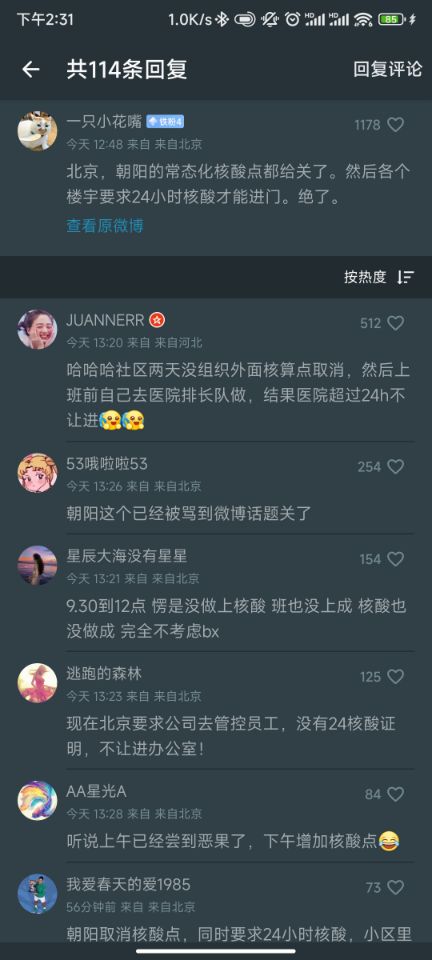 下午2:31
1.0K/s
HD
HD
85
共114条回复
回复评论
一只小花嘴
铁粉4
1178
今天 12:48 来自 来自北京
北京，朝阳的常态化核酸点都给关了。然后各个
楼宇要求24小时核酸才能进门。绝了。
查看原微博
按热度
JUANNERR
512
今天 13:20 来自 来自河北
哈哈哈社区两天没组织外面核算点取消，然后上
班前自己去医院排长队做，结果医院超过24h不
让进
53哦啦啦53
254
今天 13:26 来自 来自北京
朝阳这个已经被骂到微博话题关了
星辰大海没有星星
154
今天 13:21 来自 来自北京
9.30到12点 愣是没做上核酸 班也没上成 核酸也
没做成 完全不考虑bx
逃跑的森林
125
今天 13:23 来自 来自北京
现在北京要求公司去管控员工，没有24核酸证
明，不让进办公室！
AA星光A
84
今天 13:28 来自 来自北京
听说上午已经尝到恶果了，下午增加核酸点
我爱春天的爱1985
73
56分钟前 来自 来自北京
朝阳取消核酸点，同时要求24小时核酸，小区里